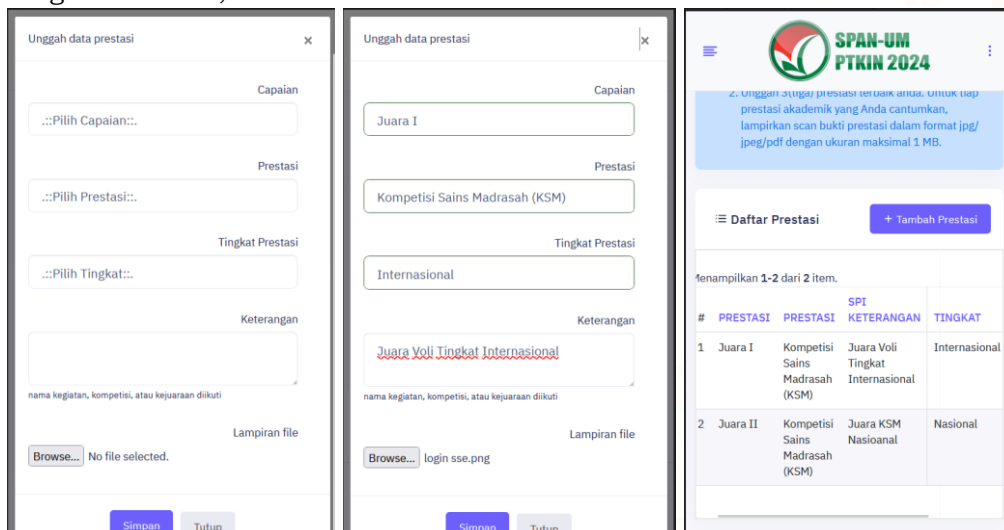 Unggah data prestasi ×
Capaian
.::Pilih Capaian::.
Prestasi
.::Pilih Prestasi::.
Tingkat Prestasi
.::Pilih Tingkat::.
Keterangan
nama kegiatan, kompetisi, atau kejuaraan diikuti
Lampiran file
Browse... No file selected.
Simpan Tutup
Unggah data prestasi ×
Capaian
Juara I
Prestasi
Kompetisi Sains Madrasah (KSM)
Tingkat Prestasi
Internasional
Keterangan
Juara Voli Tingkat Internasional
nama kegiatan, kompetisi, atau kejuaraan diikuti
Lampiran file
Browse... login sse.png
Simpan Tutup
SPAN-UM
PTKIN 2024
2. Unggah 3(tiga) prestasi terbaik anda. Untuk tiap
prestasi akademik yang Anda cantumkan,
lampirkan scan bukti prestasi dalam format jpg/
jpeg/pdf dengan ukuran maksimal 1 MB.
Daftar Prestasi + Tambah Prestasi
Menampilkan 1-2 dari 2 item.
# PRESTASI PRESTASI SPI KETERANGAN TINGKAT
1 Juara I Kompetisi Sains Madrasah (KSM) Juara Voli Tingkat Internasional Internasional
2 Juara II Kompetisi Sains Madrasah (KSM) Juara KSM Nasioanal Nasional